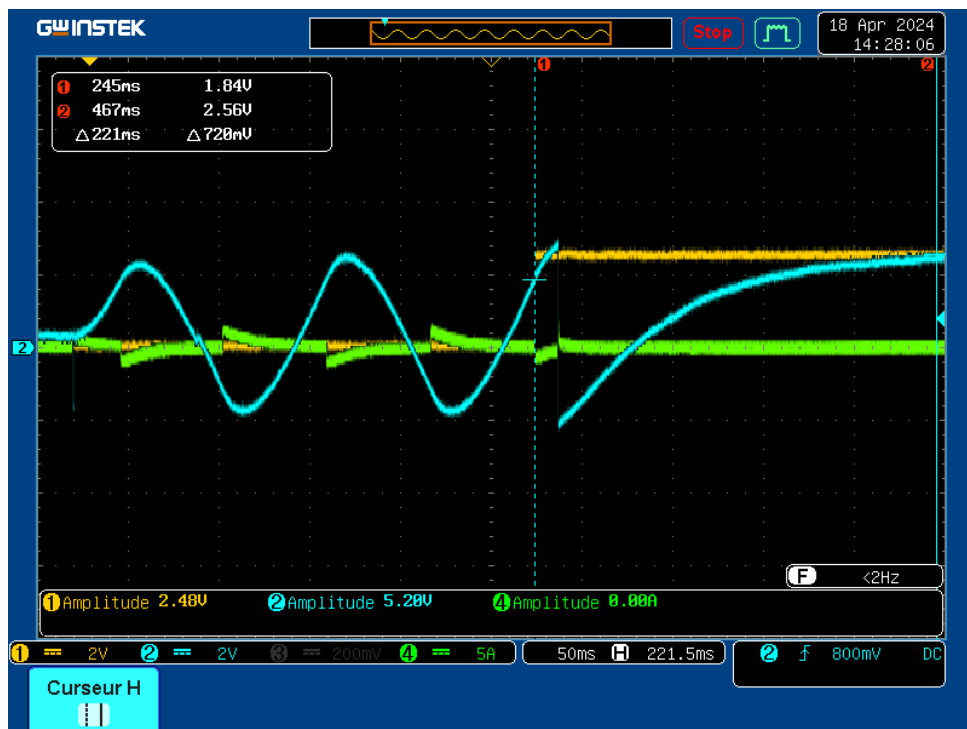 GWINSTEK
Stop
18 Apr 2024
14:28:06
1 2
1 245ms 1.84V
2 467ms 2.56V
△221ms △720mV
2
F <2Hz
1 Amplitude 2.48V 2 Amplitude 5.20V 4 Amplitude 0.00A
1 2V 2 2V 3 200mV 4 5A 50ms H 221.5ms 2 800mV DC
Curseur H